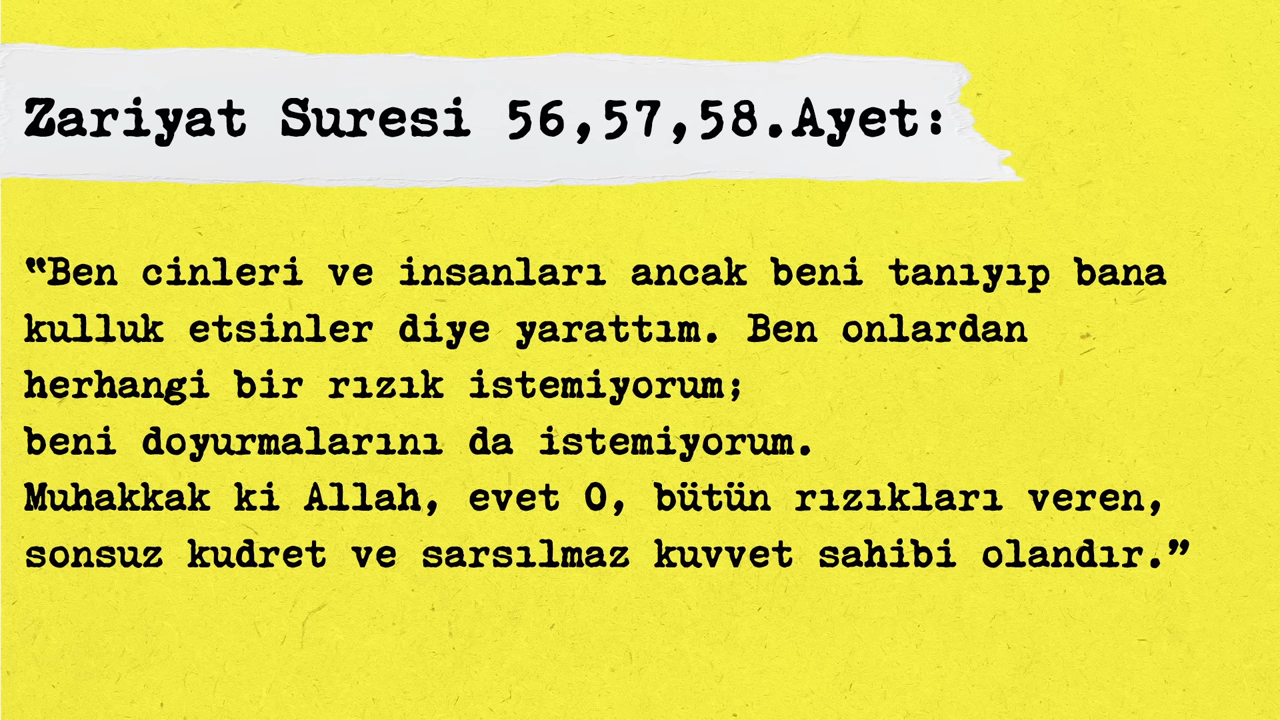 Zariyat Suresi 56,57,58.Ayet:
“Ben cinleri ve insanları ancak beni tanıyıp bana
kulluk etsinler diye yarattım. Ben onlardan
herhangi bir rızık istemiyorum;
beni doyurmalarını da istemiyorum.
Muhakkak ki Allah, evet O, bütün rızıkları veren,
sonsuz kudret ve sarsılmaz kuvvet sahibi olandır.”